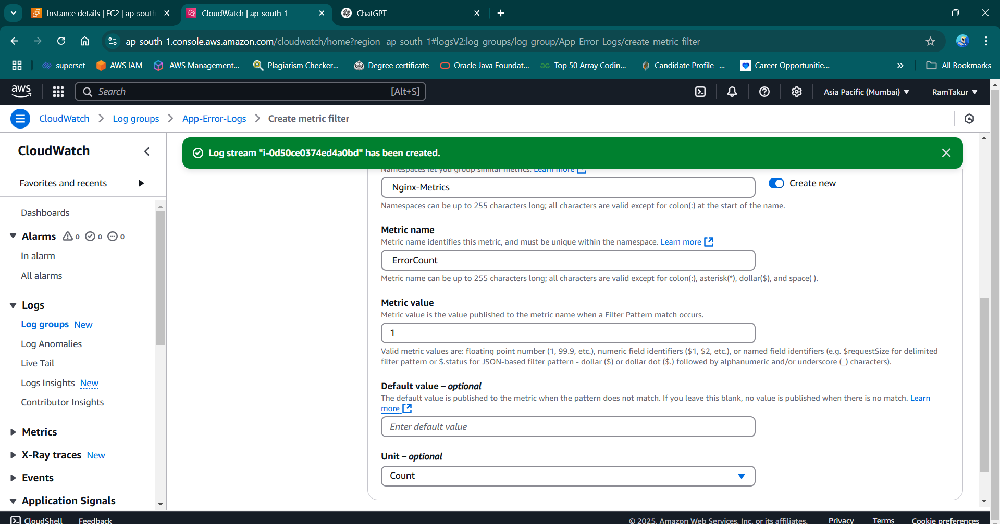 Instance details | EC2 | ap-south
CloudWatch | ap-south-1
ChatGPT
ap-south-1.console.aws.amazon.com/cloudwatch/home?region=ap-south-1#logsV2:log-groups/log-group/App-Error-Logs/create-metric-filter
superset
AWS IAM
AWS Management...
Plagiarism Checker...
Degree certificate
Oracle Java Foundat...
Top 50 Array Codin...
Candidate Profile -...
Career Opportunitie...
All Bookmarks
aws
Search
[Alt+S]
Asia Pacific (Mumbai)
RamTakur
CloudWatch
Log groups
App-Error-Logs
Create metric filter
CloudWatch
Favorites and recents
Dashboards
Alarms 0 0 0
In alarm
All alarms
Logs
Log groups New
Log Anomalies
Live Tail
Logs Insights New
Contributor Insights
Metrics
X-Ray traces New
Events
Application Signals
Log stream "i-0d50ce0374ed4a0bd" has been created.
Namespaces let you group similar metrics. Learn more
Nginx-Metrics
Create new
Namespaces can be up to 255 characters long; all characters are valid except for colon(:) at the start of the name.
Metric name
Metric name identifies this metric, and must be unique within the namespace. Learn more
ErrorCount
Metric name can be up to 255 characters long; all characters are valid except for colon(:), asterisk(*), dollar($), and space( ).
Metric value
Metric value is the value published to the metric name when a Filter Pattern match occurs.
1
Valid metric values are: floating point number (1, 99.9, etc.), numeric field identifiers ($1, $2, etc.), or named field identifiers (e.g. $requestSize for delimited
filter pattern or $.status for JSON-based filter pattern - dollar ($) or dollar dot ($.) followed by alphanumeric and/or underscore (_) characters).
Default value – optional
The default value is published to the metric when the pattern does not match. If you leave this blank, no value is published when there is no match. Learn
more
Enter default value
Unit – optional
Count
CloudShell
Feedback
© 2025, Amazon Web Services, Inc. or its affiliates.
Privacy
Terms
Cookie preferences